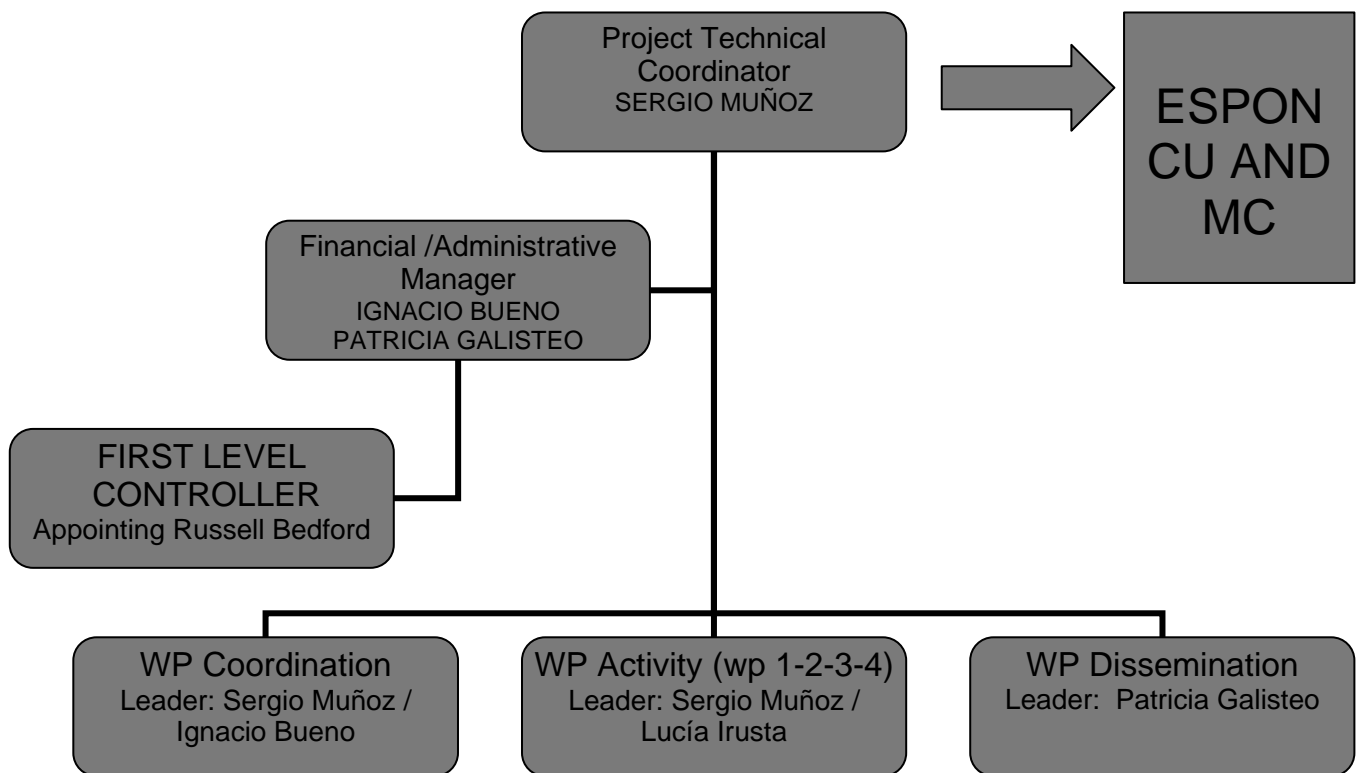 Project Technical
Coordinator
SERGIO MUÑOZ
ESPON
CU AND
MC
Financial /Administrative
Manager
IGNACIO BUENO
PATRICIA GALISTEO
FIRST LEVEL
CONTROLLER
Appointing Russell Bedford
WP Coordination
Leader: Sergio Muñoz /
Ignacio Bueno
WP Activity (wp 1-2-3-4)
Leader: Sergio Muñoz /
Lucía Irusta
WP Dissemination
Leader:  Patricia Galisteo